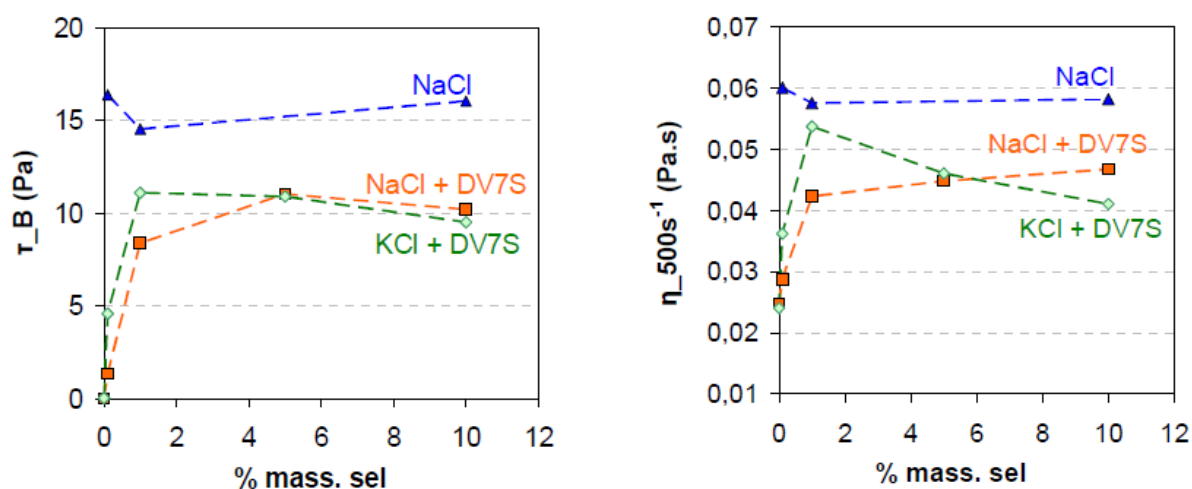 20
15
10
5
0
τ_B (Pa)
NaCl
NaCl + DV7S
KCl + DV7S
0 2 4 6 8 10 12
% mass. sel
0,07
0,06
0,05
0,04
0,03
0,02
0,01
η_500s⁻¹ (Pa.s)
NaCl
NaCl + DV7S
KCl + DV7S
0 2 4 6 8 10 12
% mass. sel